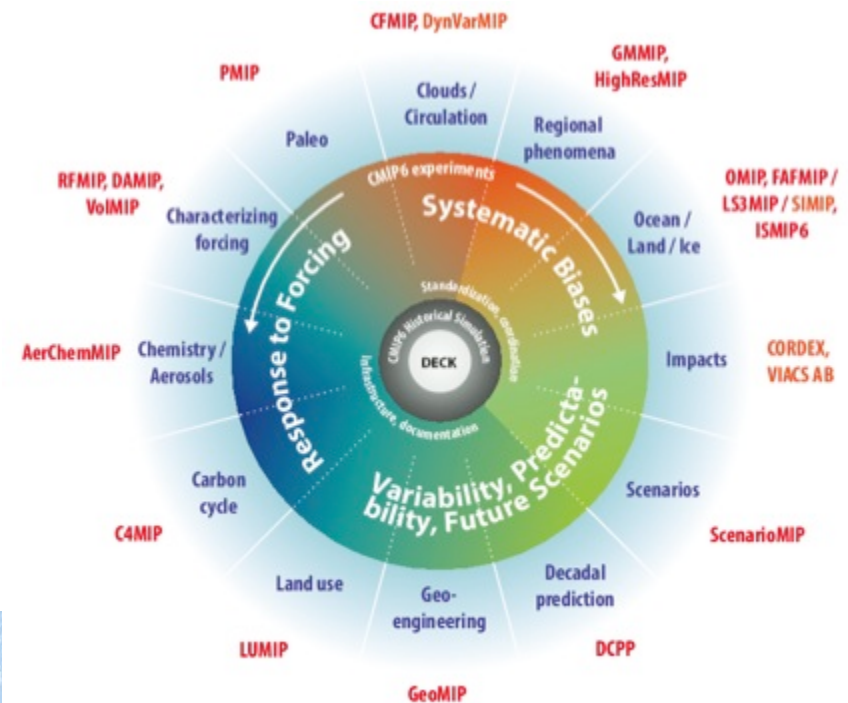 CFMIP, DynVarMIP
GMMIP,
HighResMIP
PMIP
Clouds /
Circulation
Regional
phenomena
Paleo
RFMIP, DAMIP,
VolMIP
Characterizing
forcing
OMIP, FAFMIP /
LS3MIP / SIMIP,
ISMIP6
Ocean /
Land / Ice
CMIP6 experiments
Systematic Biases
Response to Forcing
Standardization, coordination
CMIP6 Historical Simulation
DECK
Infrastructure, documentation
Variability, Predicta-
bility, Future Scenarios
AerChemMIP
Chemistry /
Aerosols
Impacts
CORDEX,
VIACS AB
Carbon
cycle
Scenarios
C4MIP
ScenarioMIP
Land use
Geo-
engineering
Decadal
prediction
LUMIP
DCPP
GeoMIP